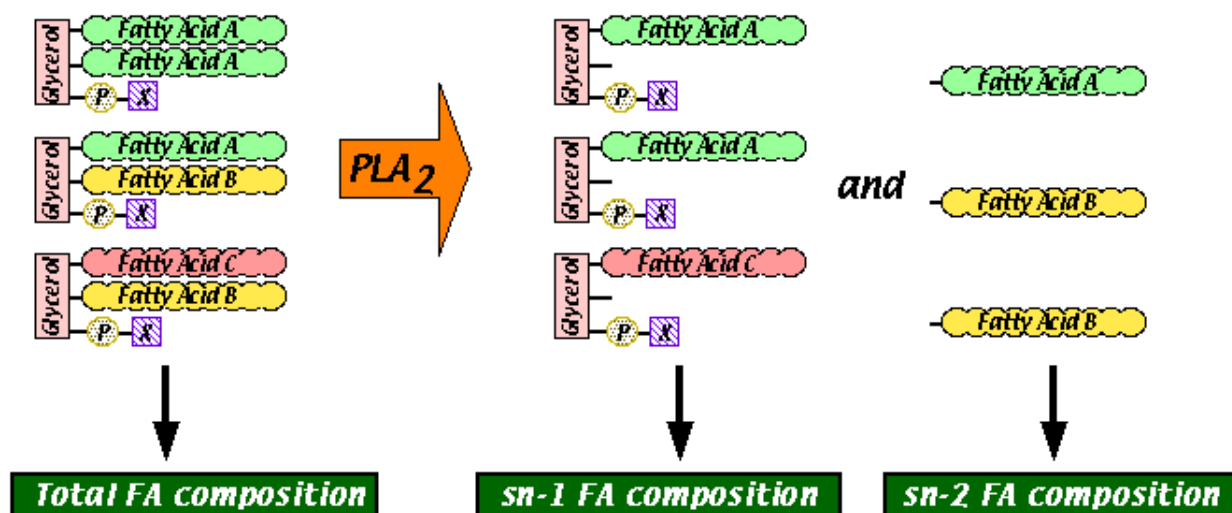 Glycerol
Fatty Acid A
Fatty Acid A
P X
Glycerol
Fatty Acid A
Fatty Acid B
P X
Glycerol
Fatty Acid C
Fatty Acid B
P X
PLA2
Glycerol
Fatty Acid A
P X
Glycerol
Fatty Acid A
P X
Glycerol
Fatty Acid C
P X
and
Fatty Acid A
Fatty Acid B
Fatty Acid B
Total FA composition
sn-1 FA composition
sn-2 FA composition